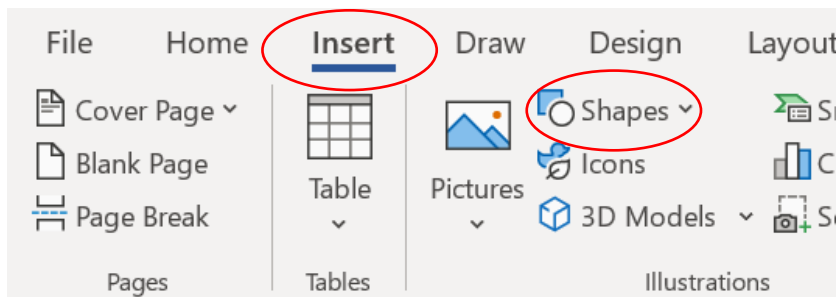 File Home Insert Draw Design Layout
Cover Page Table Pictures Shapes
Blank Page Icons
Page Break 3D Models
Pages Tables Illustrations